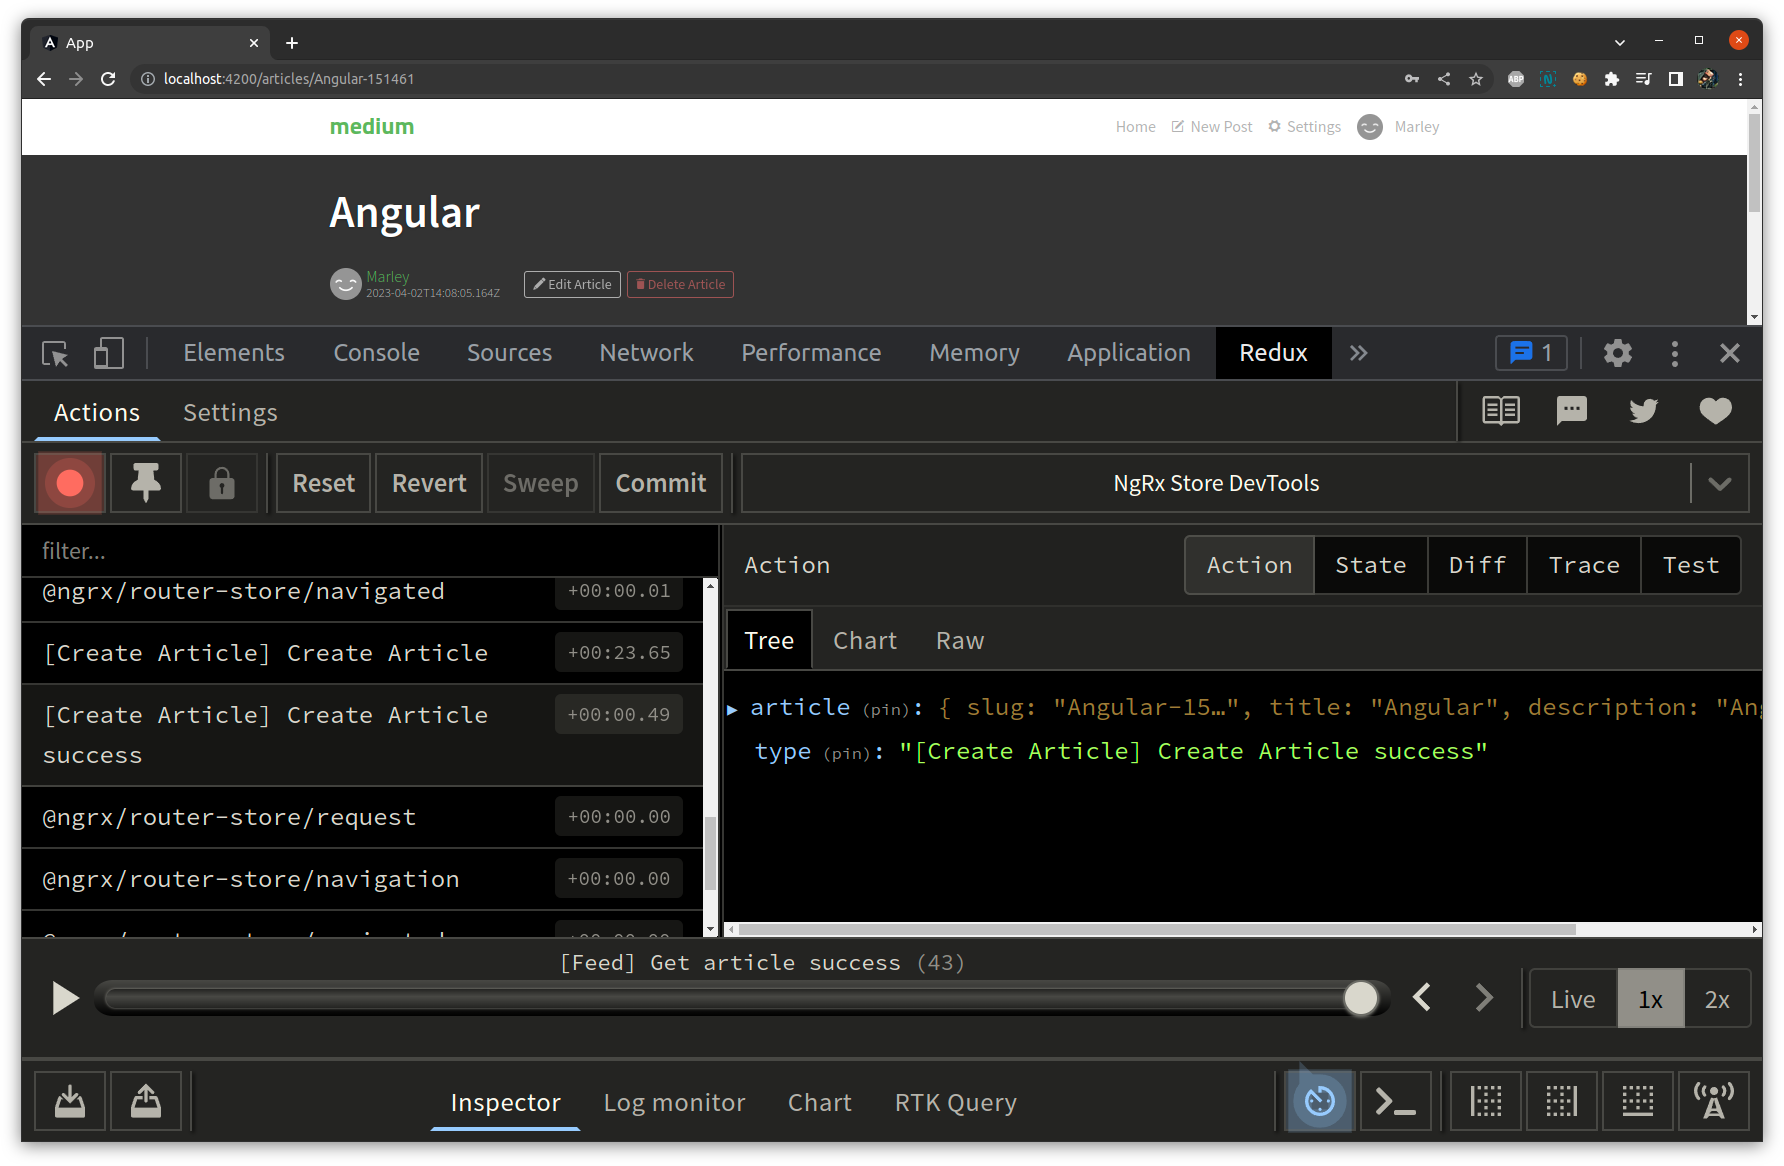 App
localhost:4200/articles/Angular-151461
ABP
N
medium
Home New Post Settings Marley
Angular
Marley
2023-04-02T14:08:05.164Z
Edit Article Delete Article
Elements Console Sources Network Performance Memory Application Redux 1
Actions Settings
Reset Revert Sweep Commit NgRx Store DevTools
filter...
@ngrx/router-store/navigated +00:00.01
[Create Article] Create Article +00:23.65
[Create Article] Create Article success +00:00.49
@ngrx/router-store/request +00:00.00
@ngrx/router-store/navigation +00:00.00
Action Action State Diff Trace Test
Tree Chart Raw
article (pin): { slug: "Angular-15…", title: "Angular", description: "Ang
type (pin): "[Create Article] Create Article success"
[Feed] Get article success (43)
Live 1x 2x
Inspector Log monitor Chart RTK Query